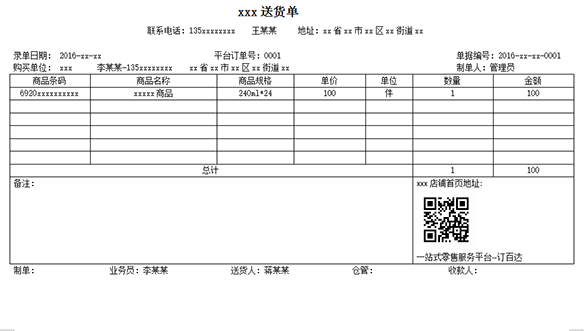 xxx 送货单
联系电话：135xxxxxxxx 王某某 地址：xx 省 xx 市 xx 区 xx 街道 xx
录单日期： 2016-xx-xx 平台订单号：0001 单据编号：2016-xx-xx-0001
购买单位： xxx 李某某-135xxxxxxxx xx 省 xx 市 xx 区 xx 街道 xx 制单人：管理员
商品条码 商品名称 商品规格 单价 单位 数量 金额
6920xxxxxxxxxx xxxxx 商品 240ml*24 100 件 1 100
总计 1 100
备注： xxx 店铺首页地址：
一站式零售服务平台--订百达
制单： 业务员：李某某 送货人：蒋某某 仓管： 收款人：